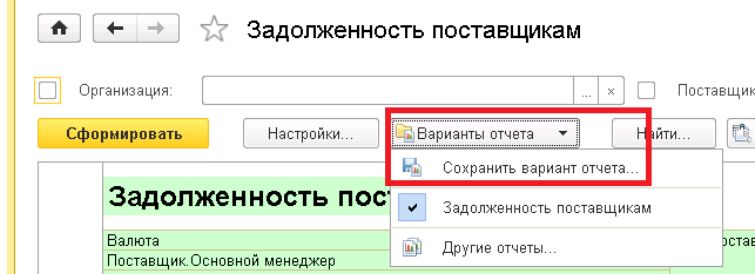 Задолженность поставщикам
Организация: ... × Поставщик
Сформировать Настройки... Варианты отчета Найти...
Сохранить вариант отчета...
Задолженность пос
Задолженность поставщикам
Валюта
Другие отчеты...
Поставщик.Основной менеджер